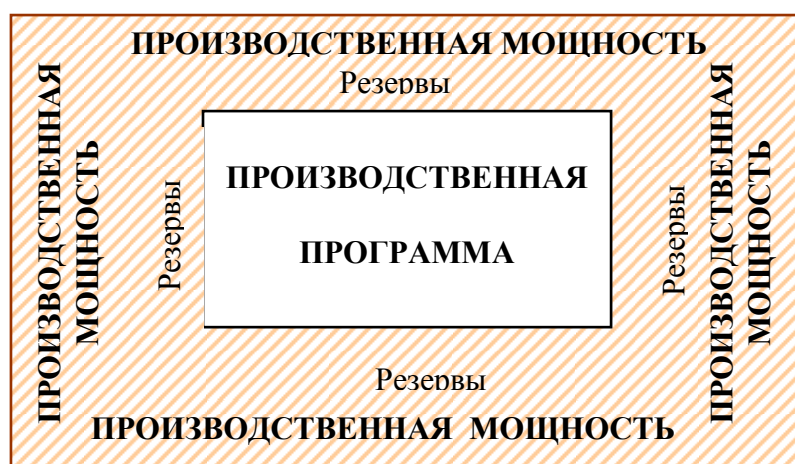 ПРОИЗВОДСТВЕННАЯ МОЩНОСТЬ
Резервы
ПРОИЗВОДСТВЕННАЯ
МОЩНОСТЬ
Резервы
ПРОИЗВОДСТВЕННАЯ
ПРОГРАММА
Резервы
ПРОИЗВОДСТВЕННАЯ
МОЩНОСТЬ
Резервы
ПРОИЗВОДСТВЕННАЯ МОЩНОСТЬ